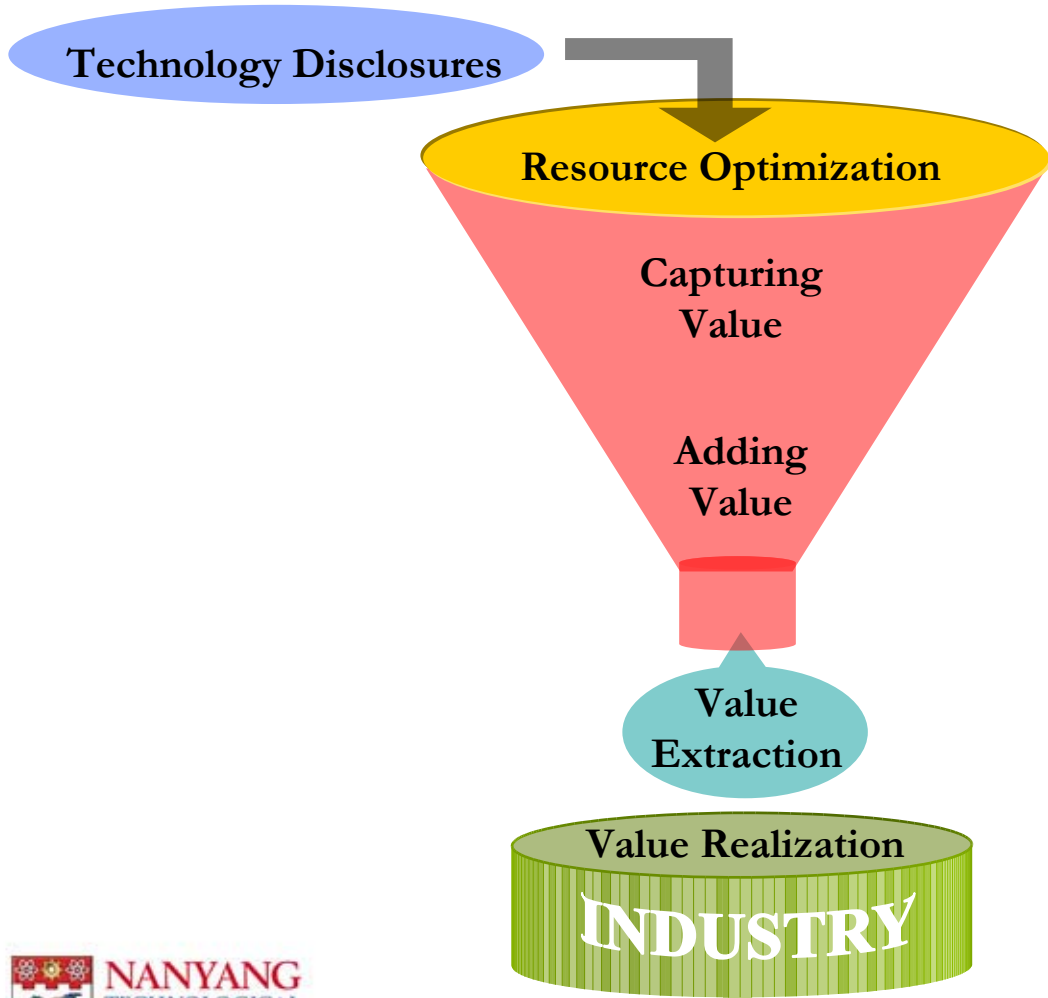 Technology Disclosures
Resource Optimization
Capturing
Value
Adding
Value
Value
Extraction
Value Realization
INDUSTRY
NANYANG